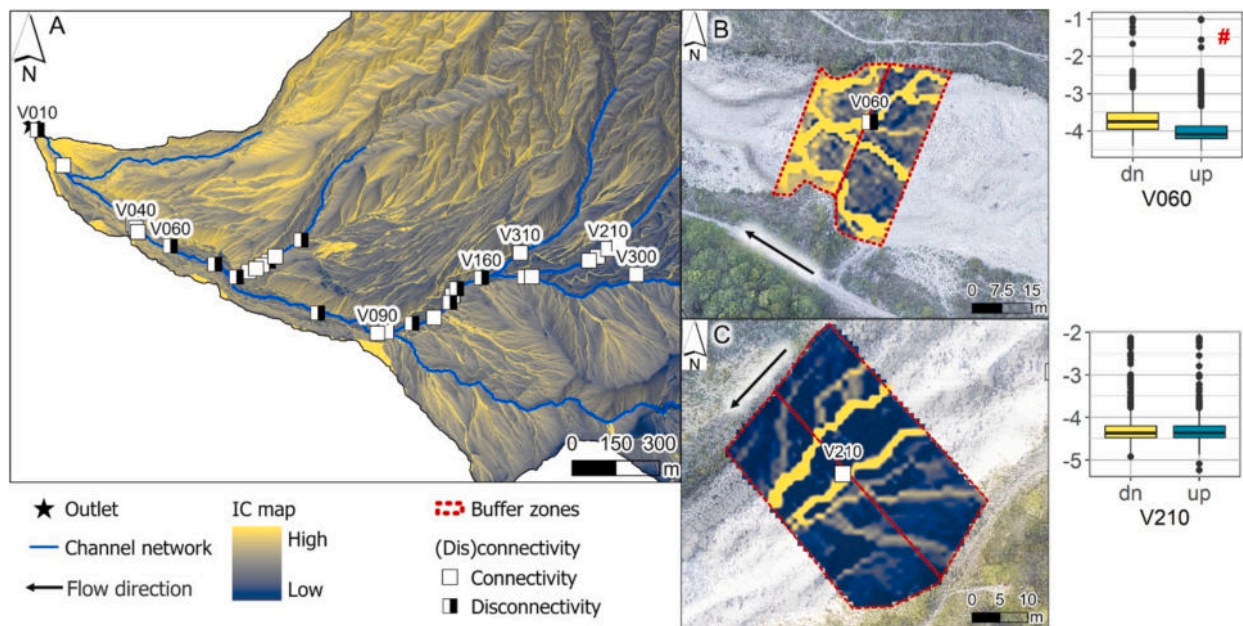 A
N
V010
V040
V060
V310
V210
V160
V300
V090
0 150 300
m
B
N
V060
0 7.5 15
m
C
N
V210
0 5 10
m
-1
-2
-3
-4
#
dn up
V060
-2
-3
-4
-5
dn up
V210
Outlet
Channel network
Flow direction
IC map
High
Low
Buffer zones
(Dis)connectivity
Connectivity
Disconnectivity